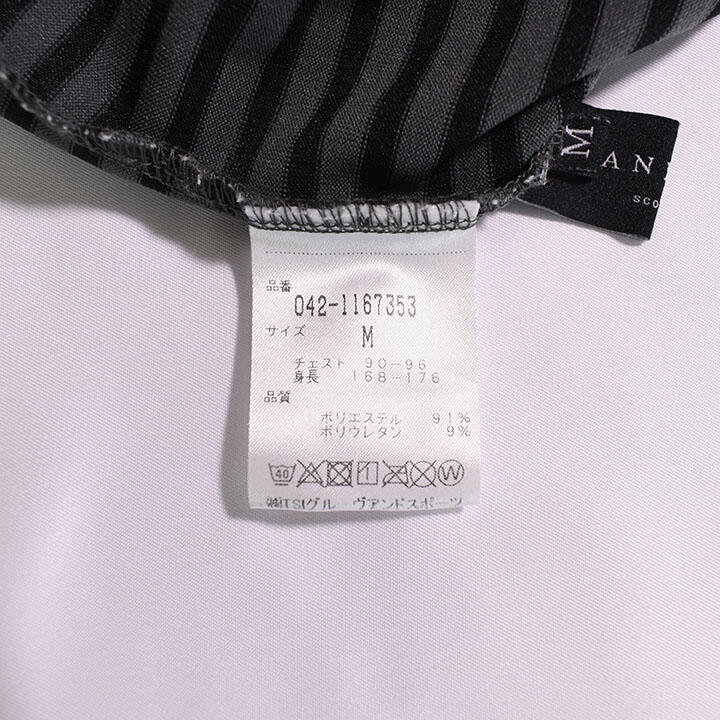 M
AN
SCO
品番
042-1167353
サイズ
M
チェスト 90-96
身長 168-176
品質
ポリエステル 91%
ポリウレタン 9%
40
W
㈱TSIグルーヴアンドスポーツ